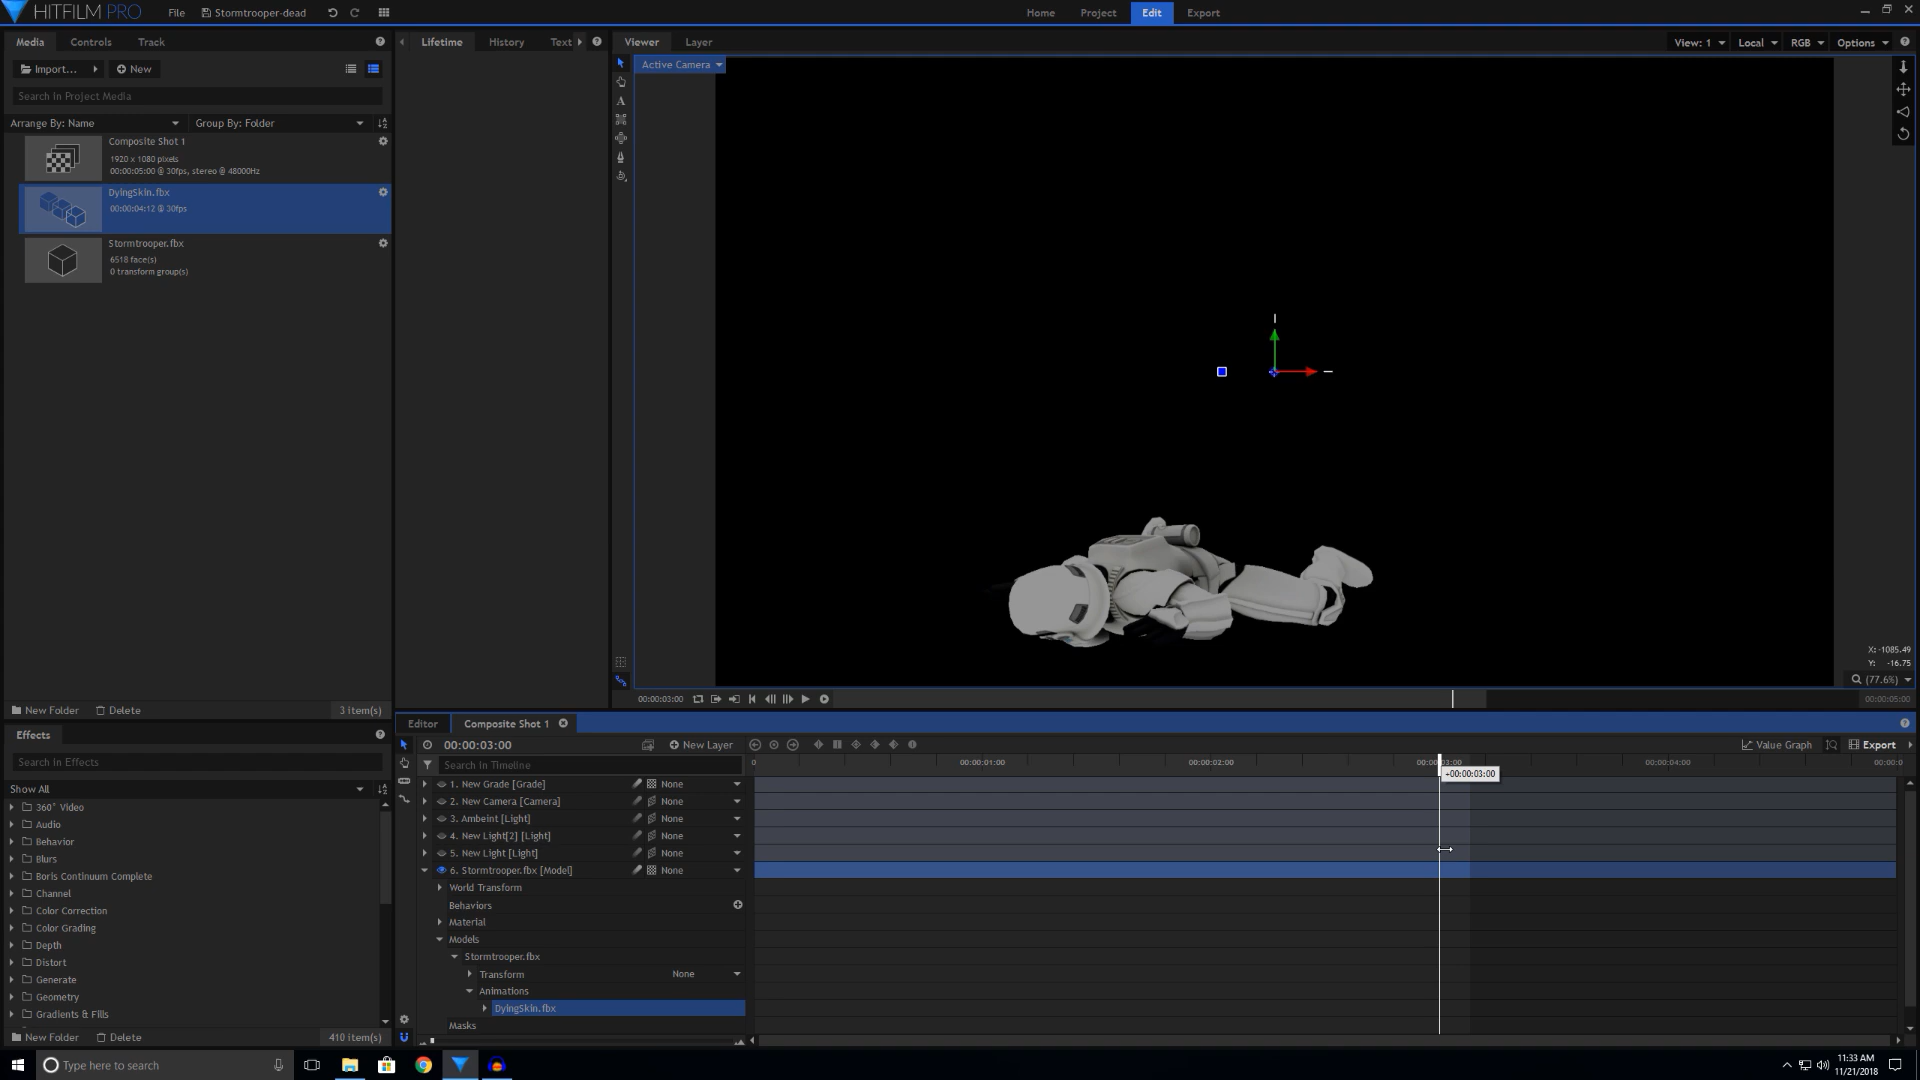 HITFILM PRO
File
Stormtrooper-dead
Home
Project
Edit
Export
Media
Controls
Track
Lifetime
History
Text
Viewer
Layer
View: 1
Local
RGB
Options
Import...
New
Active Camera
Search In Project Media
Arrange By: Name
Group By: Folder
Composite Shot 1
1920 x 1080 pixels
00:00:05:00 @ 30fps, stereo @ 48000Hz
DyingSkin.fbx
00:00:04:12 @ 30fps
Stormtrooper.fbx
6518 face(s)
0 transform group(s)
X: -1085.49
Y: -16.75
(77.6%)
New Folder
Delete
3 item(s)
00:00:03:00
00:00:05:00
Effects
Search In Effects
Show All
360° Video
Audio
Behavior
Blurs
Boris Continuum Complete
Channel
Color Correction
Color Grading
Depth
Distort
Generate
Geometry
Gradients & Fills
New Folder
Delete
410 item(s)
Editor
Composite Shot 1
00:00:03:00
New Layer
Value Graph
Export
Search In Timeline
0
00:00:01:00
00:00:02:00
00:00:03:00
00:00:04:00
00:00:0
+00:00:03:00
1. New Grade [Grade]
None
2. New Camera [Camera]
None
3. Ambeint [Light]
None
4. New Light[2] [Light]
None
5. New Light [Light]
None
6. Stormtrooper.fbx [Model]
None
World Transform
Behaviors
Material
Models
Stormtrooper.fbx
Transform
None
Animations
DyingSkin.fbx
Masks
Type here to search
11:33 AM
11/21/2018